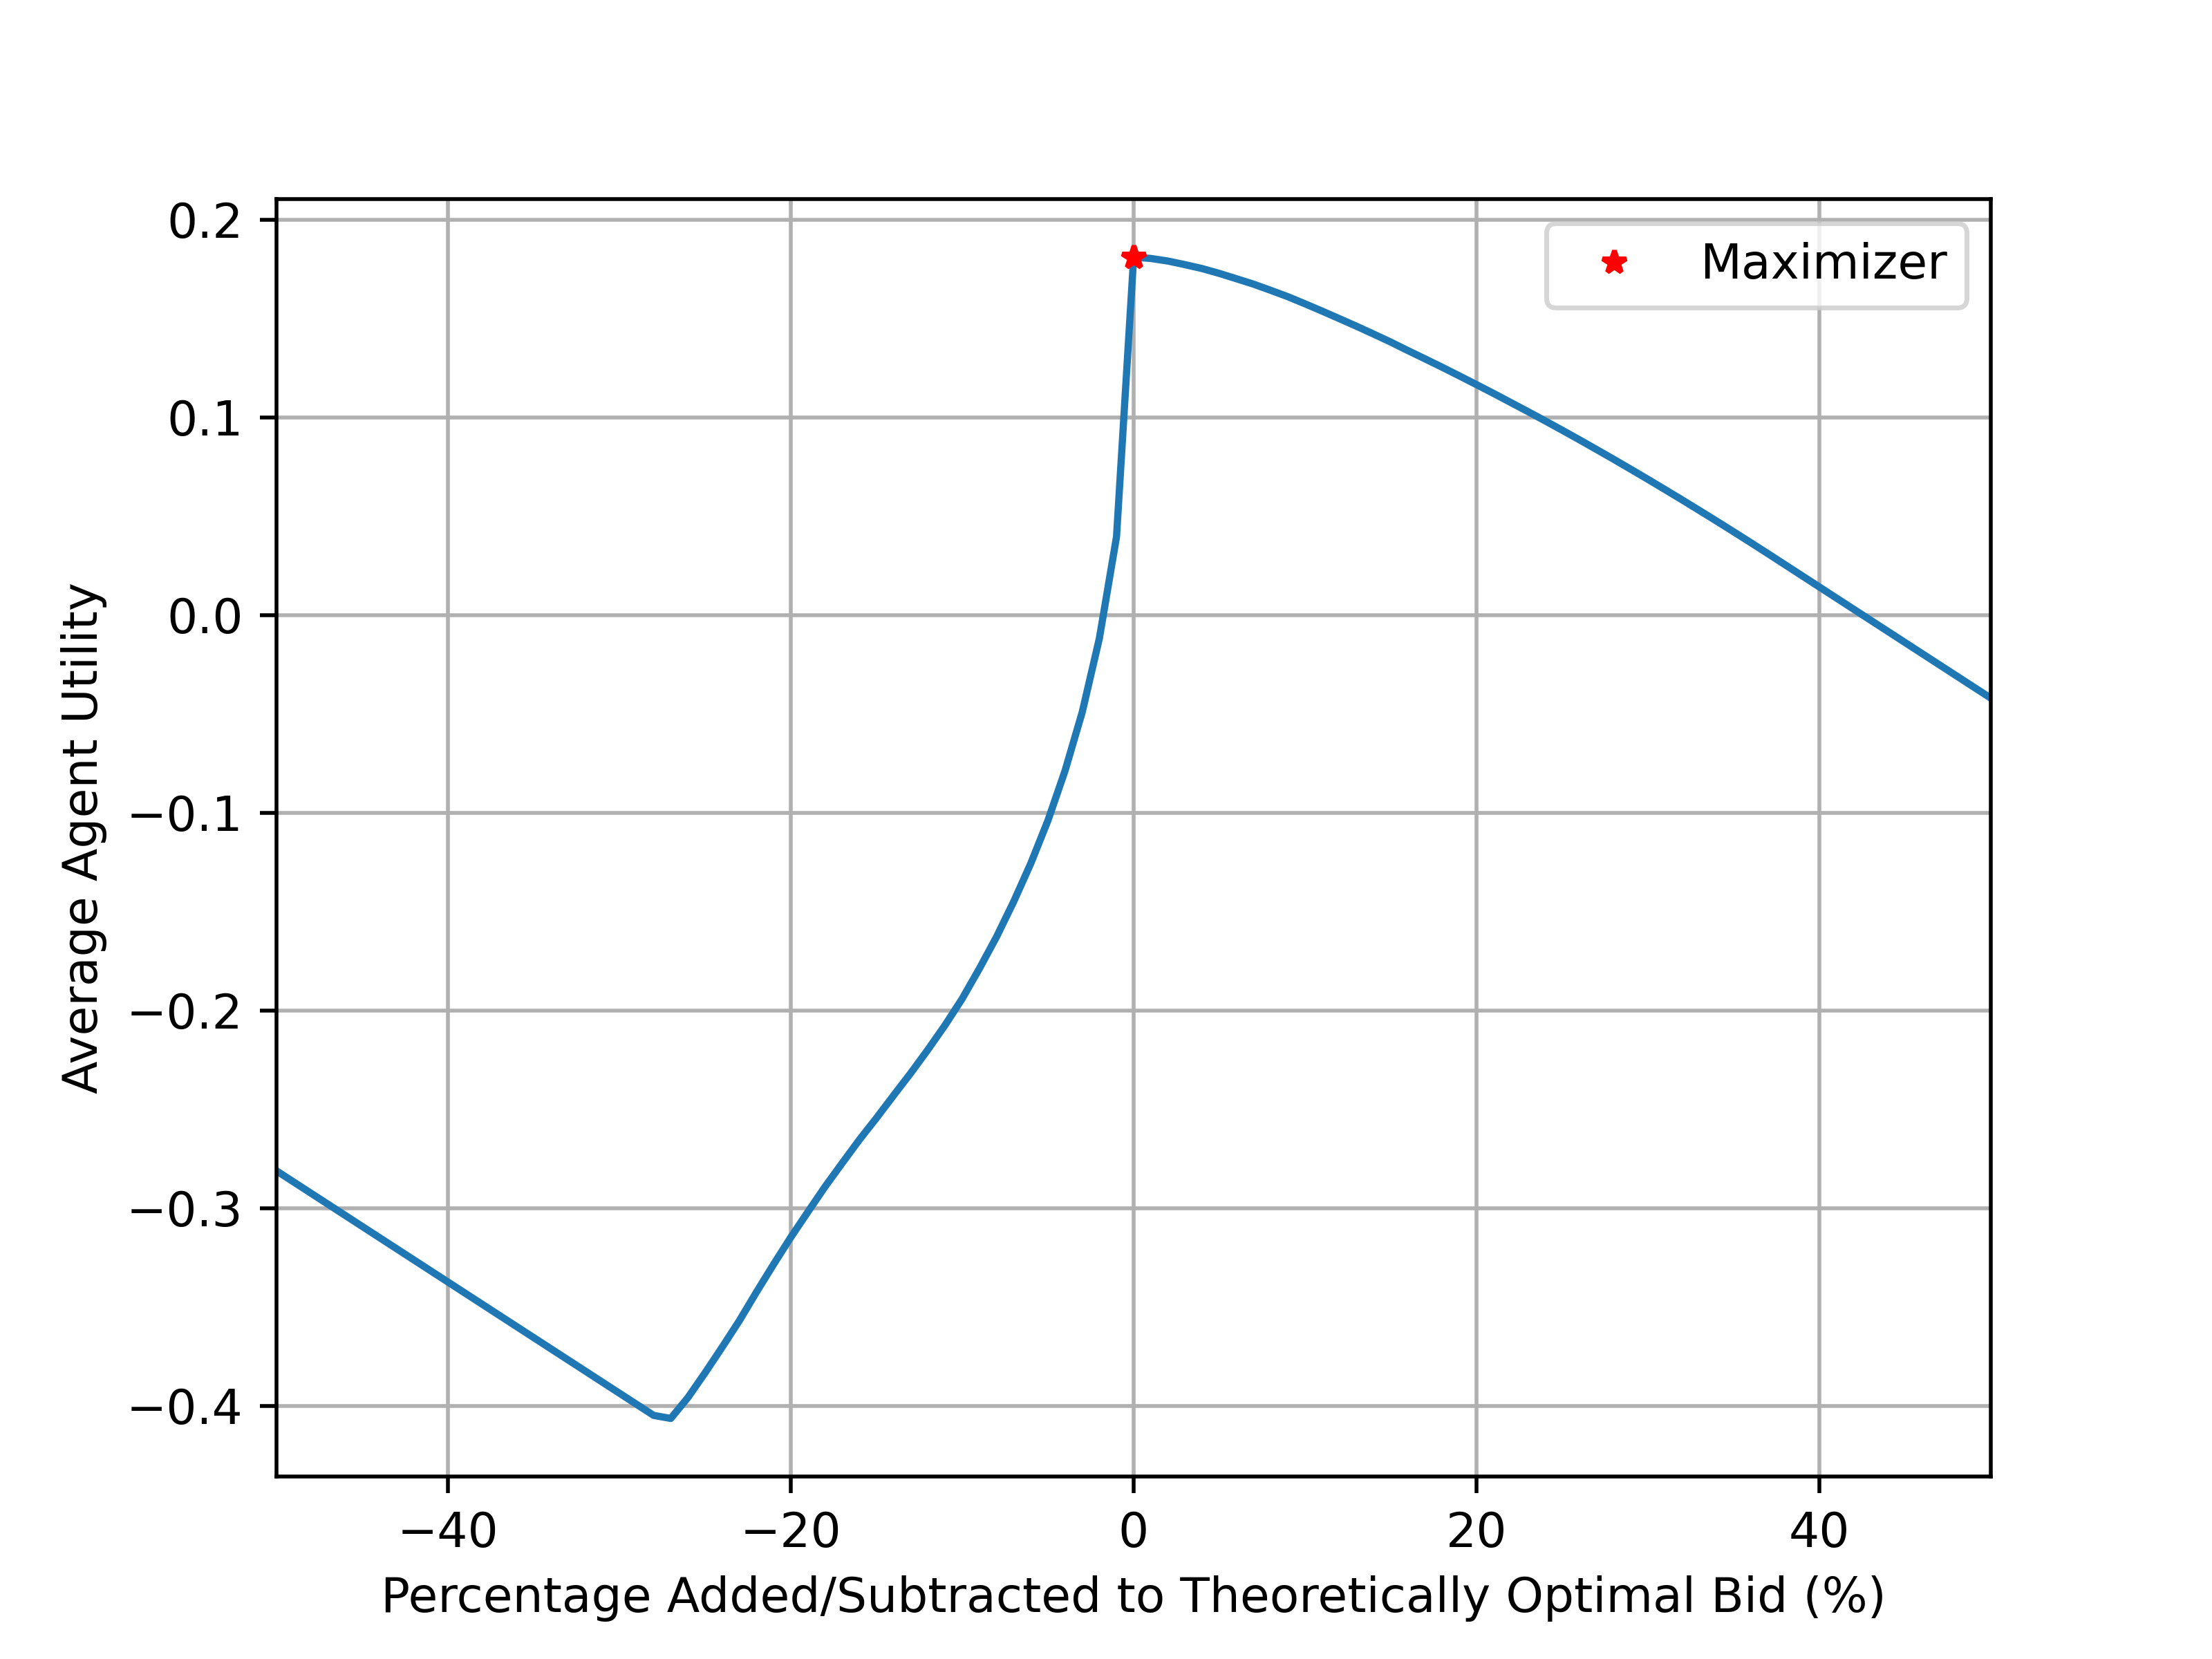 Maximizer
0.2
0.1
0.0
−0.1
−0.2
−0.3
−0.4
Average Agent Utility
−40 −20 0 20 40
Percentage Added/Subtracted to Theoretically Optimal Bid (%)